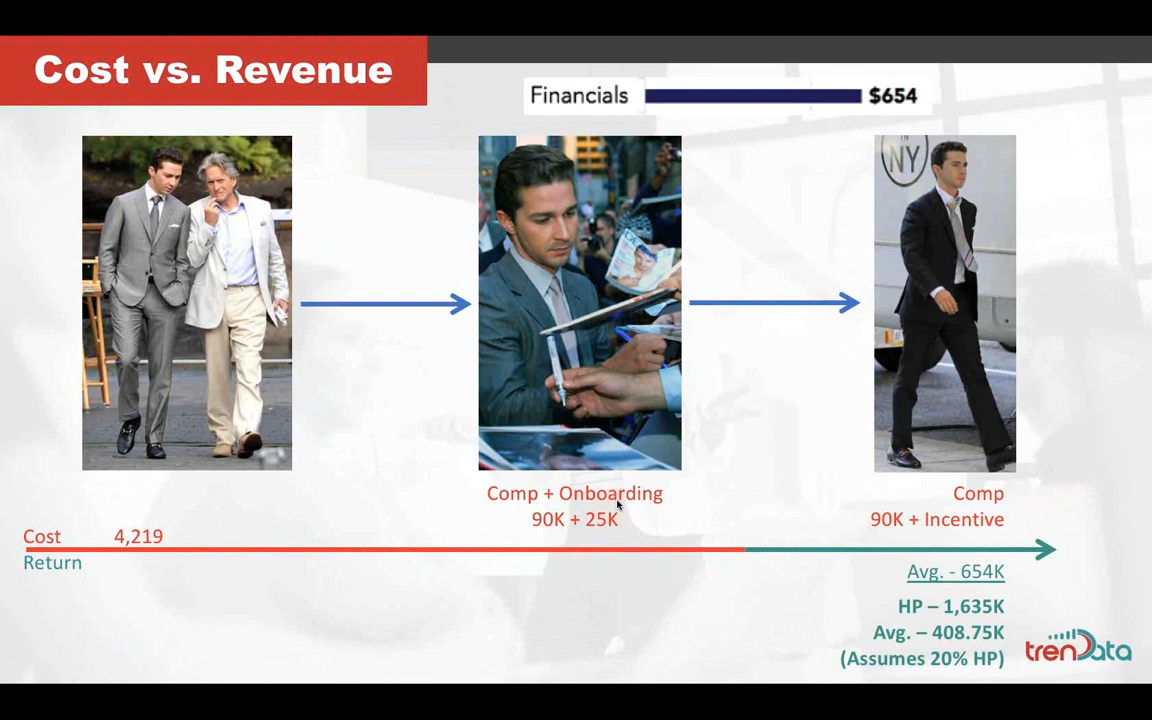 Cost vs. Revenue
Financials $654
NY
Comp + Onboarding
90K + 25K
Comp
90K + Incentive
Cost 4,219
Return
Avg. - 654K
HP – 1,635K
Avg. – 408.75K
(Assumes 20% HP)
trenData